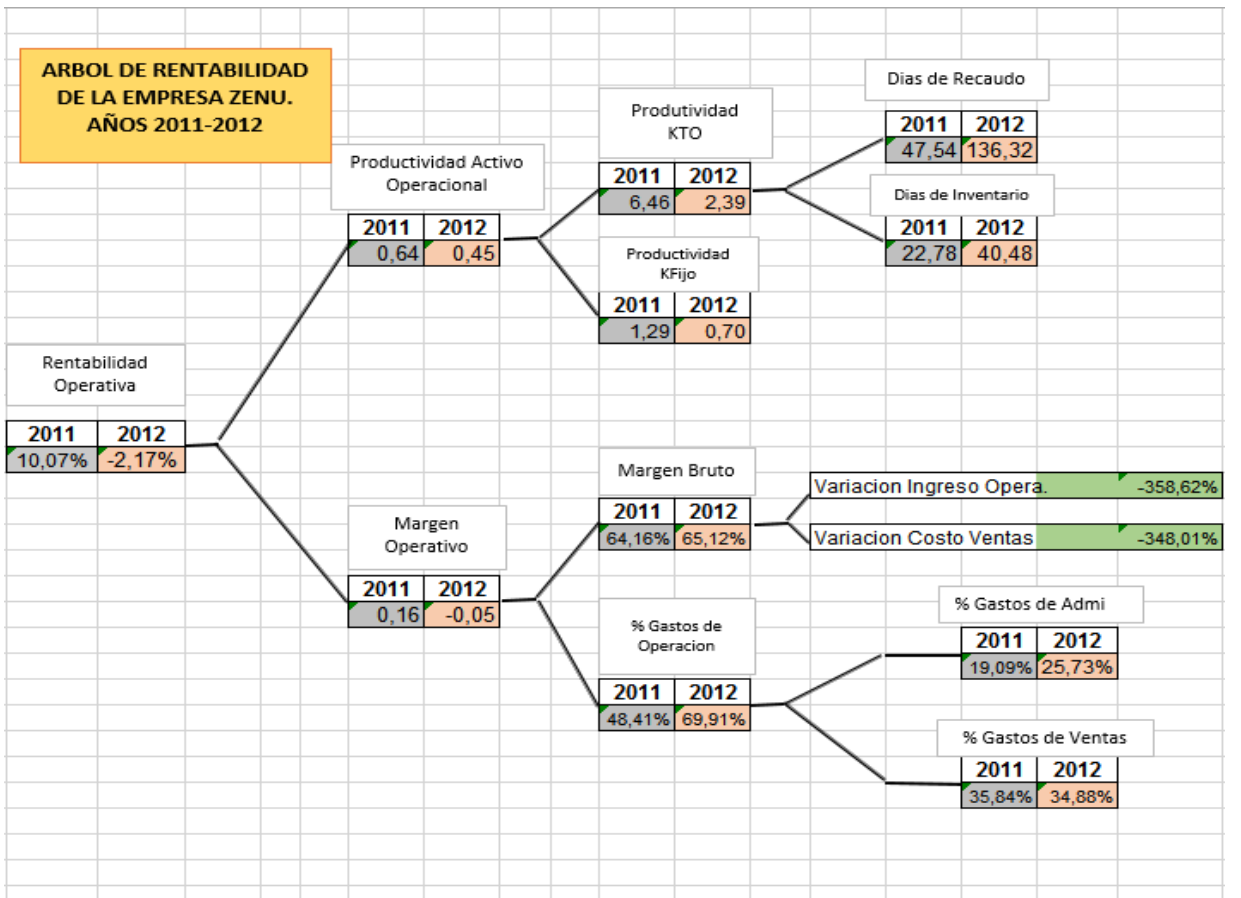 ARBOL DE RENTABILIDAD
DE LA EMPRESA ZENU.
AÑOS 2011-2012
Dias de Recaudo
2011 2012
47,54 136,32
Produtividad
KTO
2011 2012
6,46 2,39
Dias de Inventario
2011 2012
22,78 40,48
Productividad Activo
Operacional
2011 2012
0,64 0,45
Productividad
KFijo
2011 2012
1,29 0,70
Rentabilidad
Operativa
2011 2012
10,07% -2,17%
Margen Bruto
2011 2012
64,16% 65,12%
Variacion Ingreso Opera. -358,62%
Variacion Costo Ventas -348,01%
Margen
Operativo
2011 2012
0,16 -0,05
% Gastos de
Operacion
2011 2012
48,41% 69,91%
% Gastos de Admi
2011 2012
19,09% 25,73%
% Gastos de Ventas
2011 2012
35,84% 34,88%